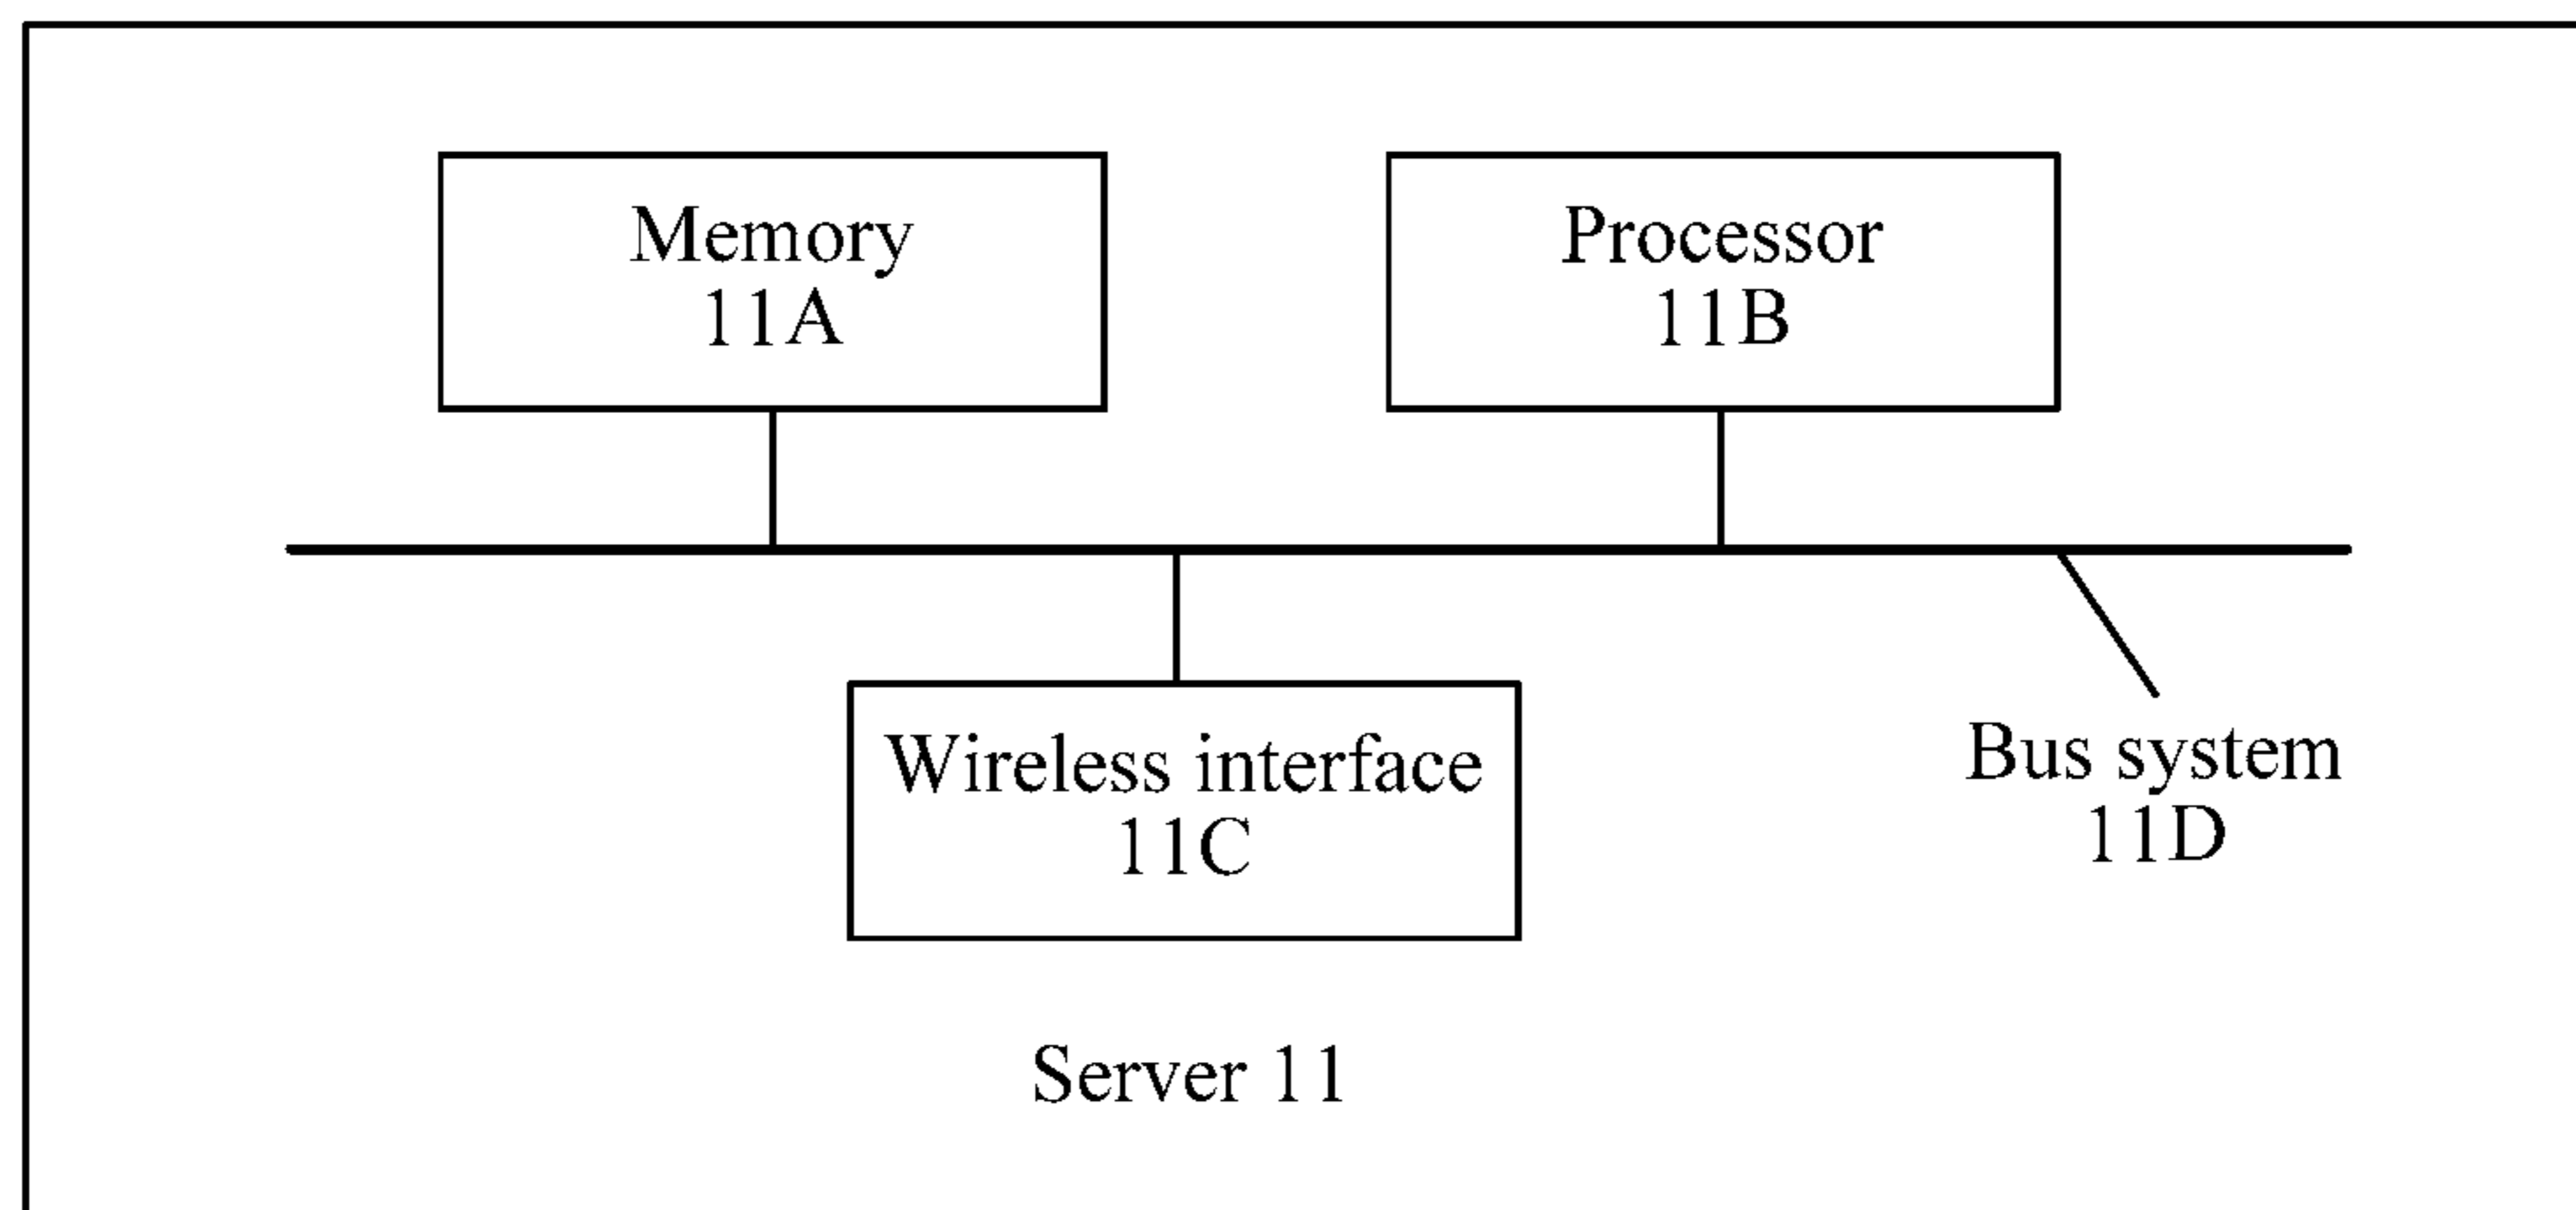 Memory
11A
Processor
11B
Wireless interface
11C
Bus system
11D
Server 11